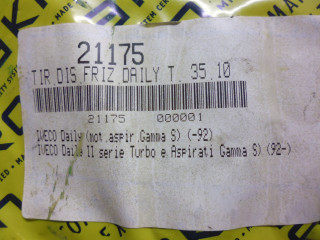 21175
TIR.DIS.FRIZ.DAILY T. 35.10
21175 000001
IVECO Daily (mot.aspir.Gamma S) (-92)
IVECO Daile II serie Turbo e Aspirati Gamma S) (92-)